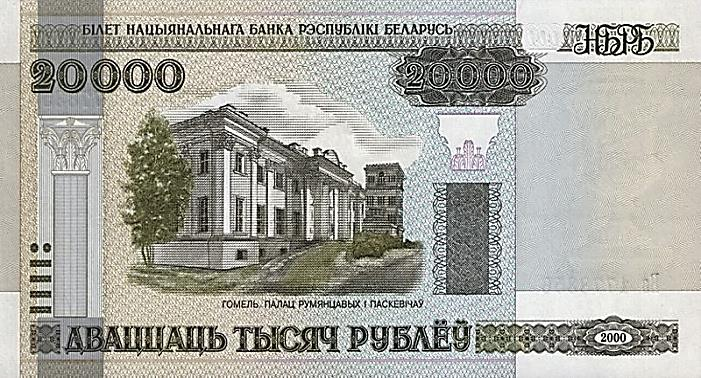 БІЛЕТ НАЦЫЯНАЛЬНАГА БАНКА РЭСПУБЛІКІ БЕЛАРУСЬ
НБРБ
20000
20000
ГОМЕЛЬ. ПАЛАЦ РУМЯНЦАВЫХ І ПАСКЕВІЧАЎ
ДВАЦЦАЦЬ ТЫСЯЧ РУБЛЁЎ
2000